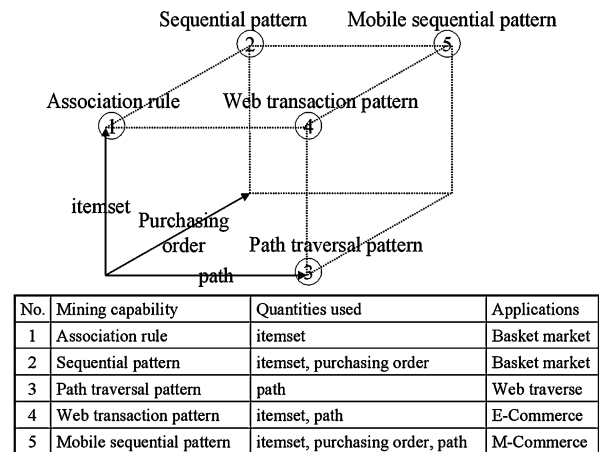 Sequential pattern Mobile sequential pattern
2 5
Association rule Web transaction pattern
1 4
itemset
Purchasing
order
Path traversal pattern
path 3
No. Mining capability Quantities used Applications
1 Association rule itemset Basket market
2 Sequential pattern itemset, purchasing order Basket market
3 Path traversal pattern path Web traverse
4 Web transaction pattern itemset, path E-Commerce
5 Mobile sequential pattern itemset, purchasing order, path M-Commerce